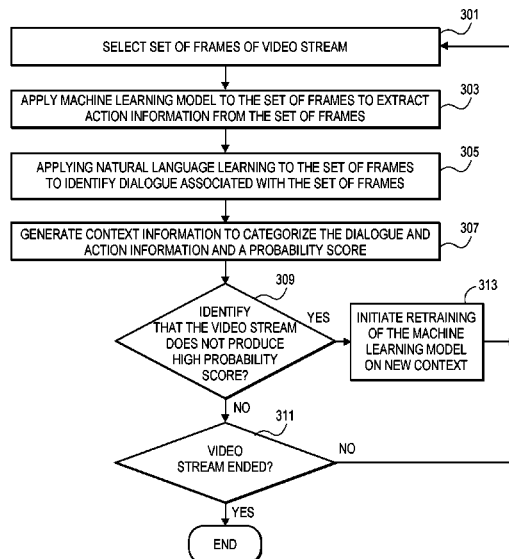 301
SELECT SET OF FRAMES OF VIDEO STREAM
303
APPLY MACHINE LEARNING MODEL TO THE SET OF FRAMES TO EXTRACT
ACTION INFORMATION FROM THE SET OF FRAMES
305
APPLYING NATURAL LANGUAGE LEARNING TO THE SET OF FRAMES
TO IDENTIFY DIALOGUE ASSOCIATED WITH THE SET OF FRAMES
307
GENERATE CONTEXT INFORMATION TO CATEGORIZE THE DIALOGUE AND
ACTION INFORMATION AND A PROBABILITY SCORE
309
IDENTIFY
THAT THE VIDEO STREAM
DOES NOT PRODUCE
HIGH PROBABILITY
SCORE?
YES
313
INITIATE RETRAINING
OF THE MACHINE
LEARNING MODEL
ON NEW CONTEXT
NO
311
VIDEO
STREAM ENDED?
NO
YES
END